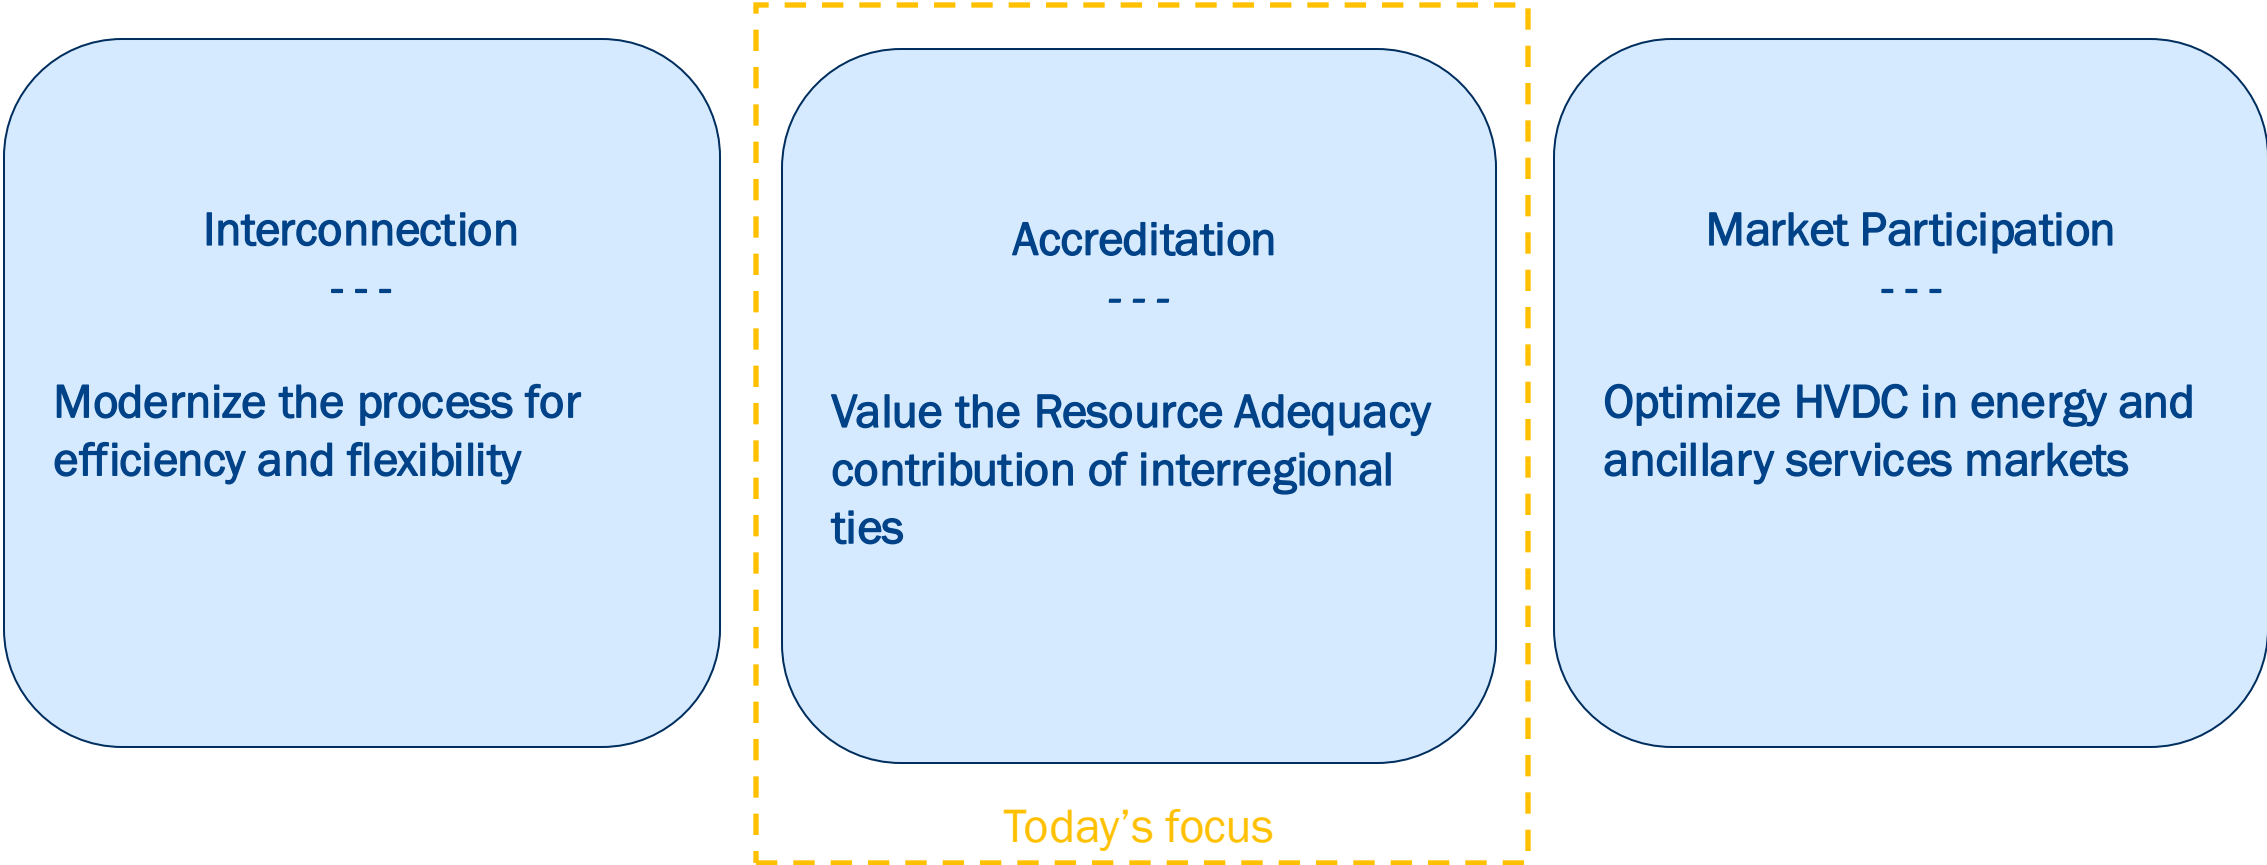 Interconnection
- - -
Modernize the process for
efficiency and flexibility
Accreditation
- - -
Value the Resource Adequacy
contribution of interregional
ties
Today’s focus
Market Participation
- - -
Optimize HVDC in energy and
ancillary services markets